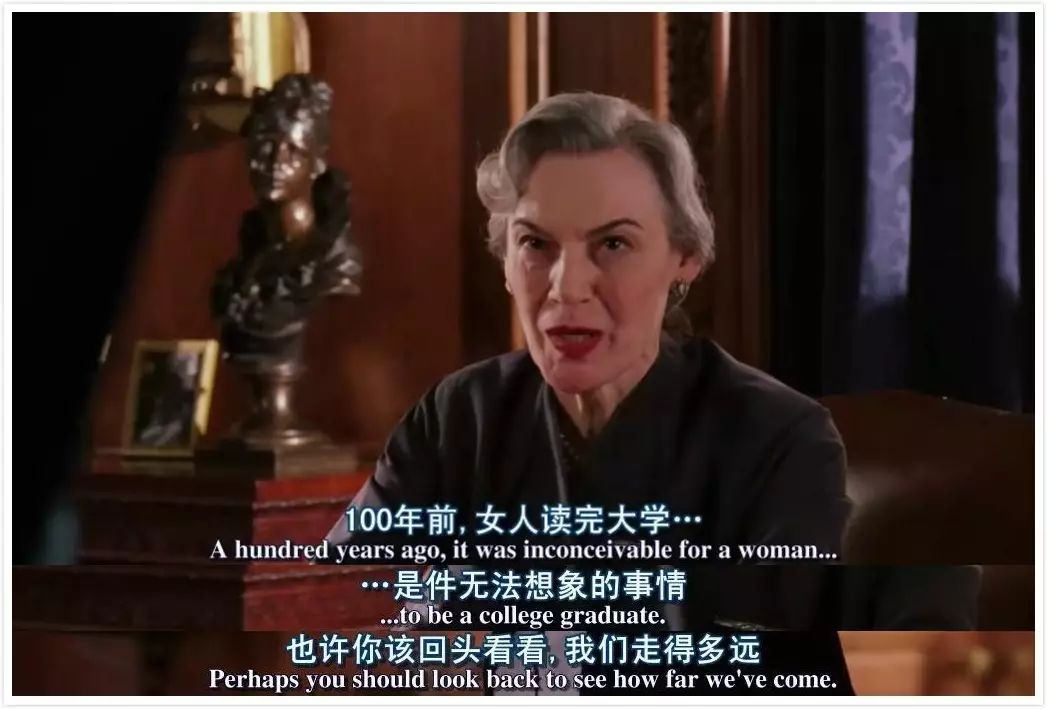 100年前,女人读完大学…
A hundred years ago, it was inconceivable for a woman...
…是件无法想象的事情
...to be a college graduate.
也许你该回头看看,我们走得多远
Perhaps you should look back to see how far we've come.